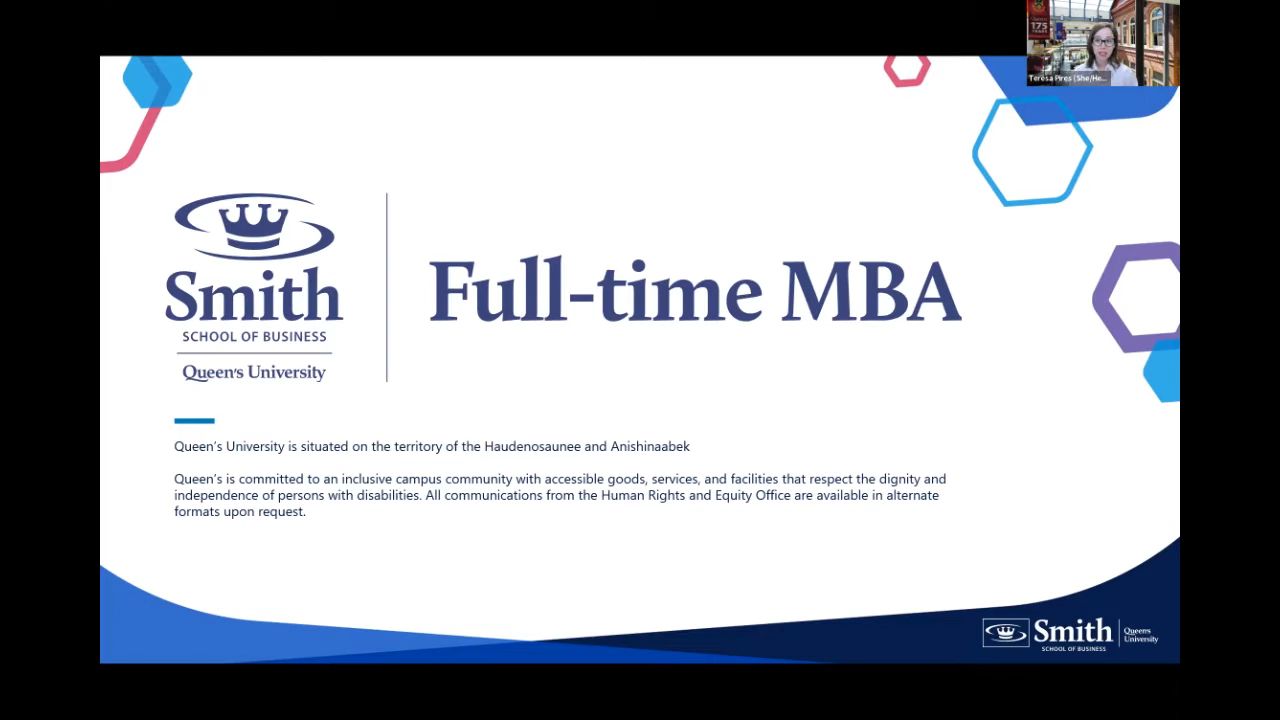 175
YEARS
Teresa Pires (She/He...
Smith
SCHOOL OF BUSINESS
Queen's University
Full-time MBA
Queen's University is situated on the territory of the Haudenosaunee and Anishinaabek
Queen's is committed to an inclusive campus community with accessible goods, services, and facilities that respect the dignity and
independence of persons with disabilities. All communications from the Human Rights and Equity Office are available in alternate
formats upon request.
Smith
SCHOOL OF BUSINESS
Queen's
University